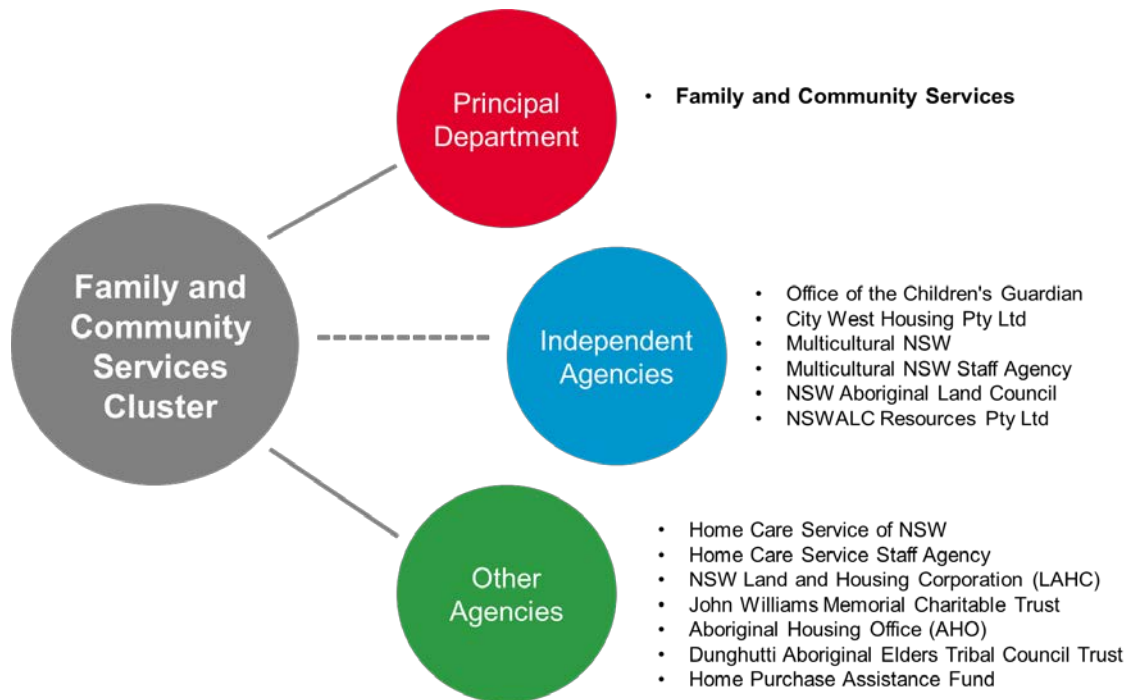 Family and
Community
Services
Cluster
Principal
Department
• Family and Community Services
Independent
Agencies
• Office of the Children's Guardian
• City West Housing Pty Ltd
• Multicultural NSW
• Multicultural NSW Staff Agency
• NSW Aboriginal Land Council
• NSWALC Resources Pty Ltd
Other
Agencies
• Home Care Service of NSW
• Home Care Service Staff Agency
• NSW Land and Housing Corporation (LAHC)
• John Williams Memorial Charitable Trust
• Aboriginal Housing Office (AHO)
• Dunghutti Aboriginal Elders Tribal Council Trust
• Home Purchase Assistance Fund